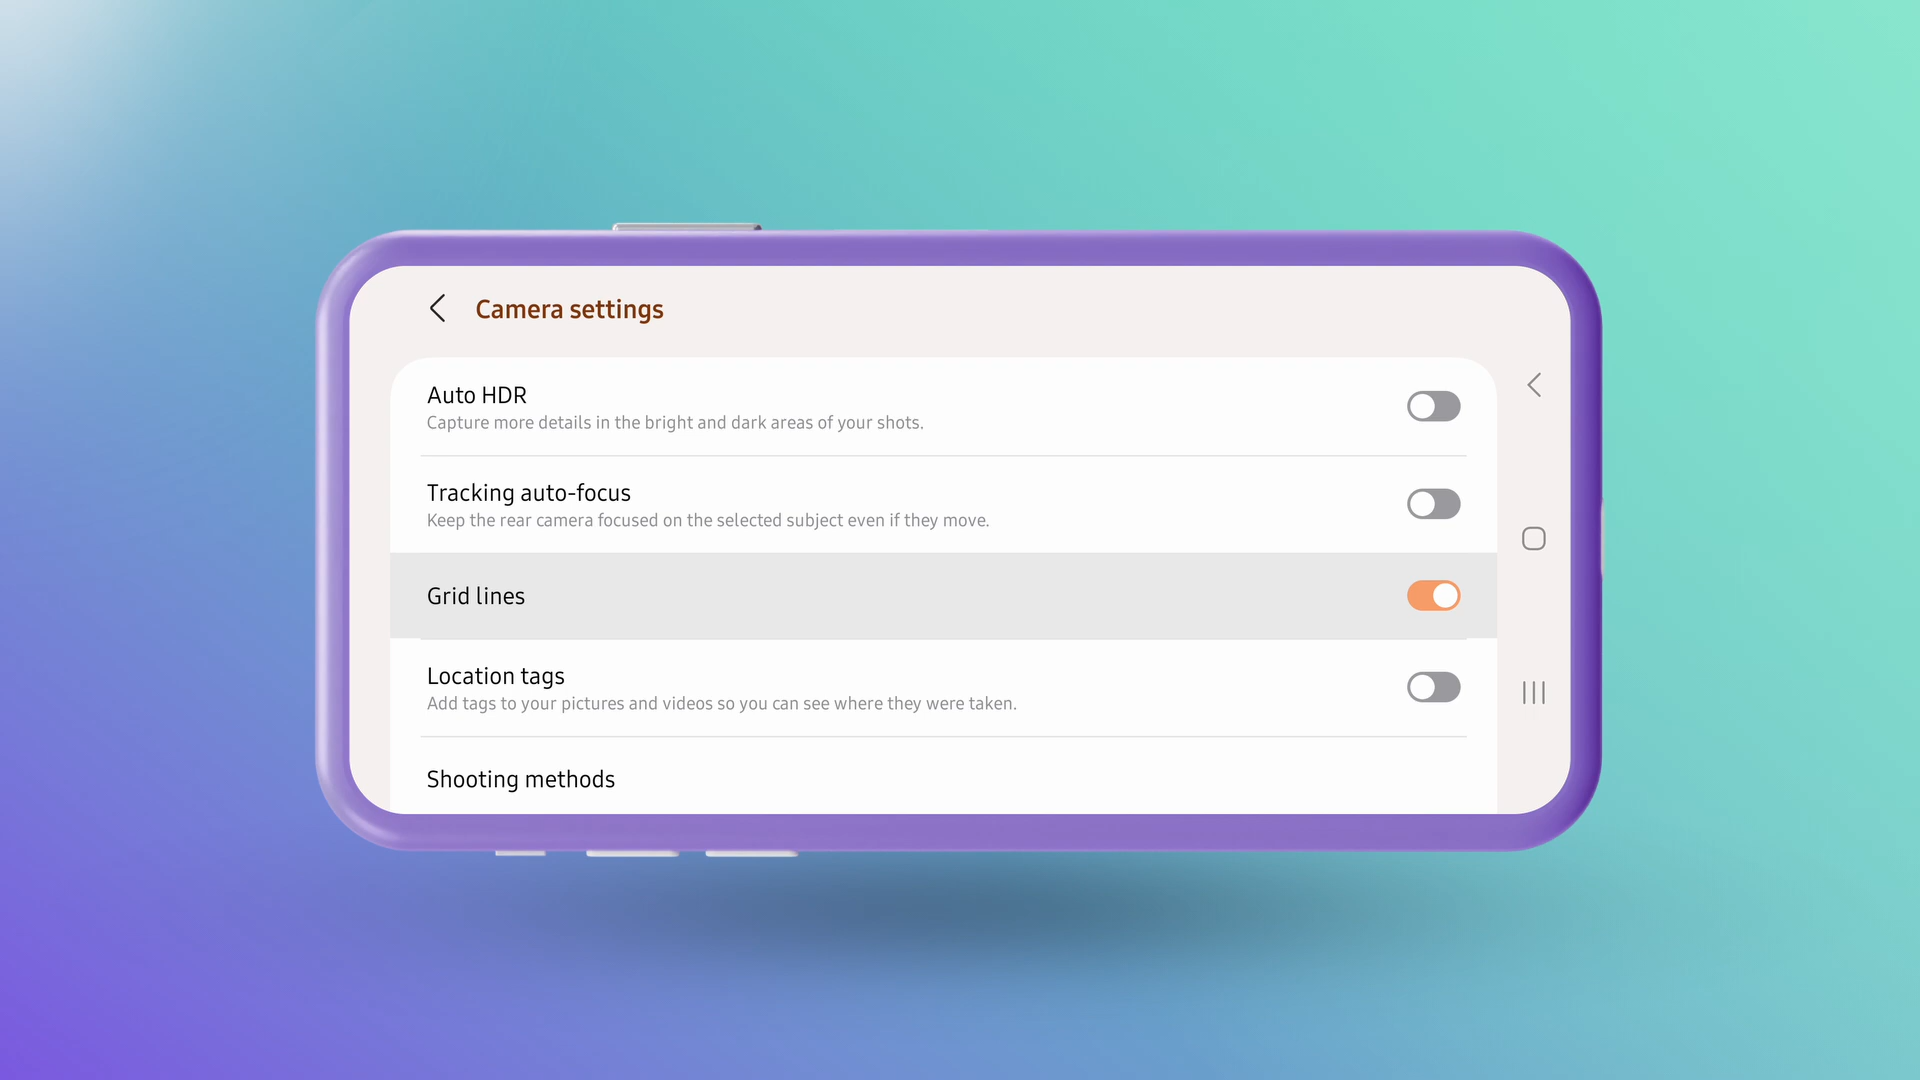 Camera settings
Auto HDR
Capture more details in the bright and dark areas of your shots.
Tracking auto-focus
Keep the rear camera focused on the selected subject even if they move.
Grid lines
Location tags
Add tags to your pictures and videos so you can see where they were taken.
Shooting methods